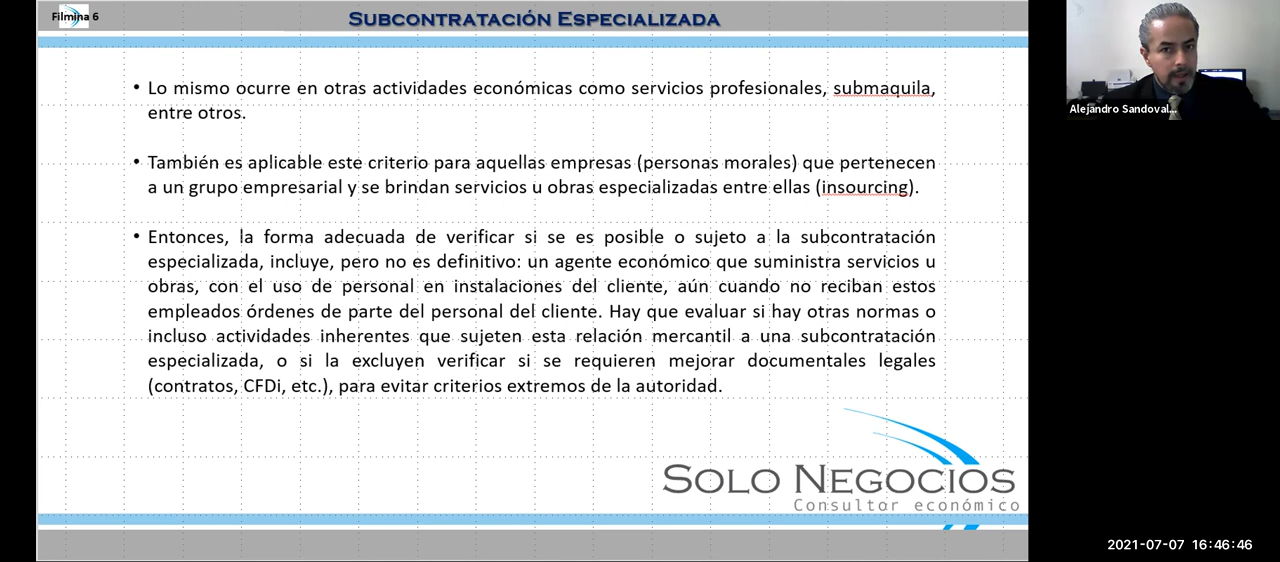 Filmina 6
SUBCONTRATACIÓN ESPECIALIZADA
• Lo mismo ocurre en otras actividades económicas como servicios profesionales, submaquila,
entre otros.
• También es aplicable este criterio para aquellas empresas (personas morales) que pertenecen
a un grupo empresarial y se brindan servicios u obras especializadas entre ellas (insourcing).
• Entonces, la forma adecuada de verificar si se es posible o sujeto a la subcontratación
especializada, incluye, pero no es definitivo: un agente económico que suministra servicios u
obras, con el uso de personal en instalaciones del cliente, aún cuando no reciban estos
empleados órdenes de parte del personal del cliente. Hay que evaluar si hay otras normas o
incluso actividades inherentes que sujeten esta relación mercantil a una subcontratación
especializada, o si la excluyen verificar si se requieren mejorar documentales legales
(contratos, CFDi, etc.), para evitar criterios extremos de la autoridad.
SOLO NEGOCIOS
Consultor económico
Alejandro Sandoval...
2021-07-07 16:46:46